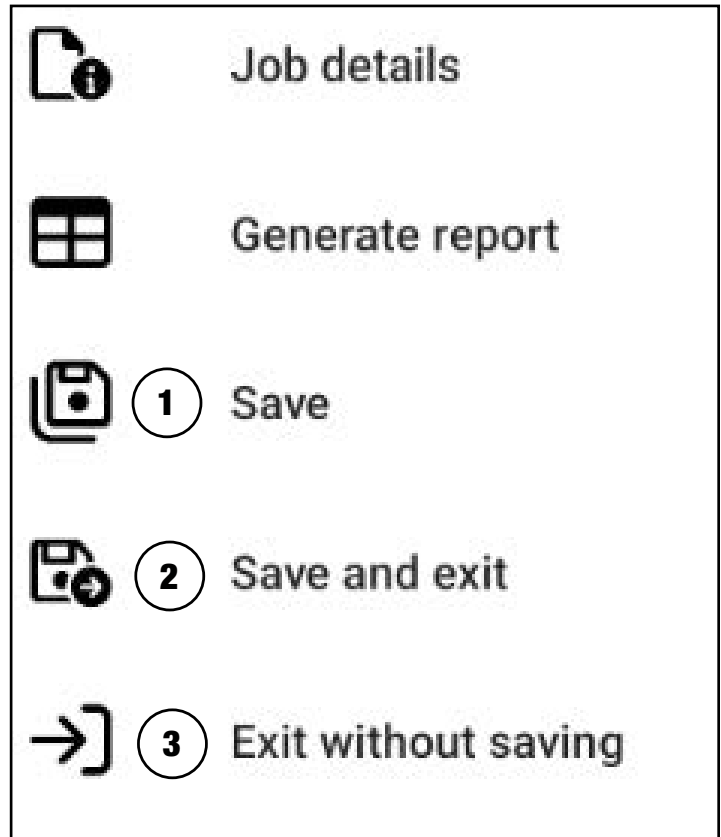 Job details
Generate report
1 Save
2 Save and exit
3 Exit without saving